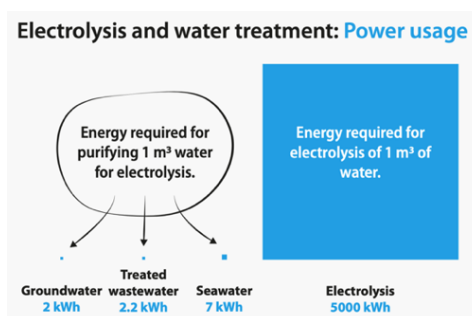 Electrolysis and water treatment: Power usage
Energy required for
purifying 1 m³ water
for electrolysis.
Energy required for
electrolysis of 1 m³ of
water.
Groundwater
2 kWh
Treated
wastewater
2.2 kWh
Seawater
7 kWh
Electrolysis
5000 kWh